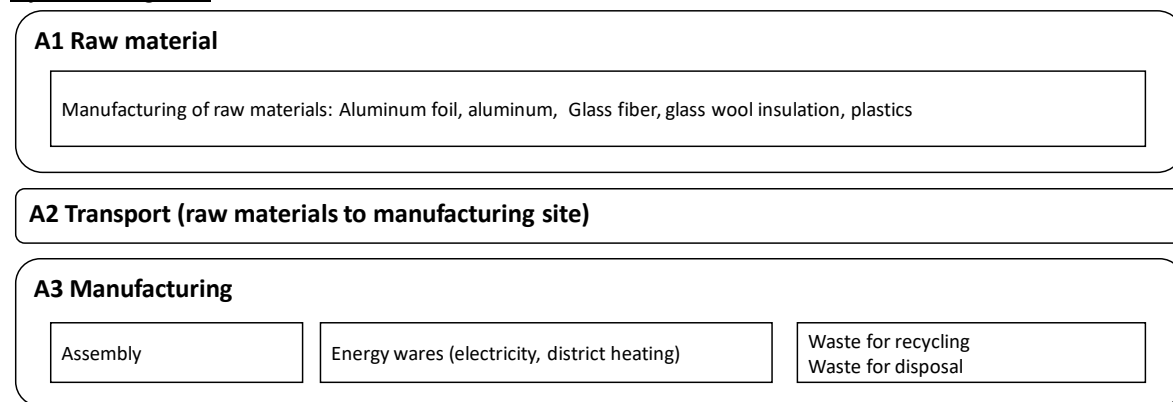 A1 Raw material
Manufacturing of raw materials: Aluminum foil, aluminum, Glass fiber, glass wool insulation, plastics
A2 Transport (raw materials to manufacturing site)
A3 Manufacturing
Assembly
Energy wares (electricity, district heating)
Waste for recycling
Waste for disposal